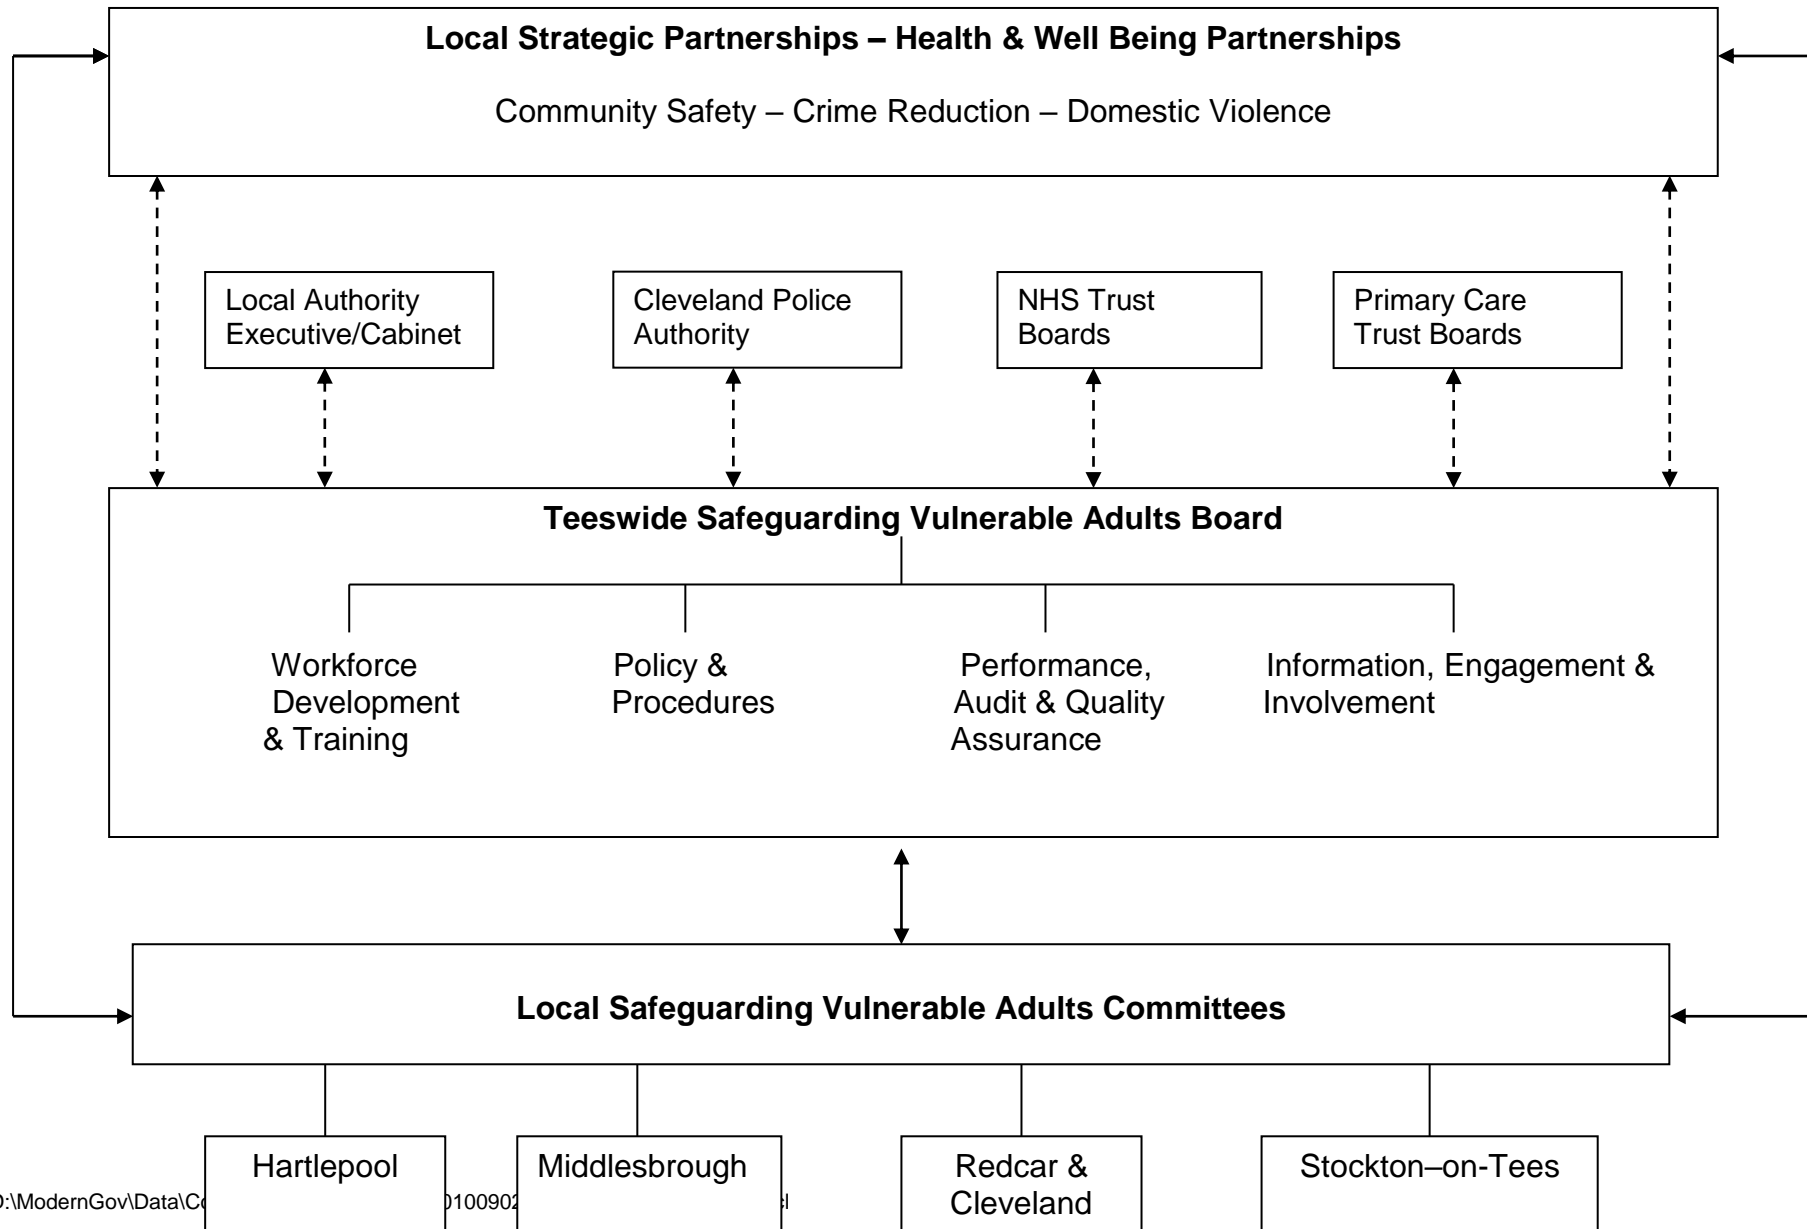 Local Strategic Partnerships – Health & Well Being Partnerships
Community Safety – Crime Reduction – Domestic Violence
Local Authority
Executive/Cabinet
Cleveland Police
Authority
NHS Trust
Boards
Primary Care
Trust Boards
Teeswide Safeguarding Vulnerable Adults Board
Workforce
Development
& Training
Policy &
Procedures
Performance,
Audit & Quality
Assurance
Information, Engagement &
Involvement
Local Safeguarding Vulnerable Adults Committees
Hartlepool
Middlesbrough
Redcar &
Cleveland
Stockton–on-Tees
:\ModernGov\Data\C